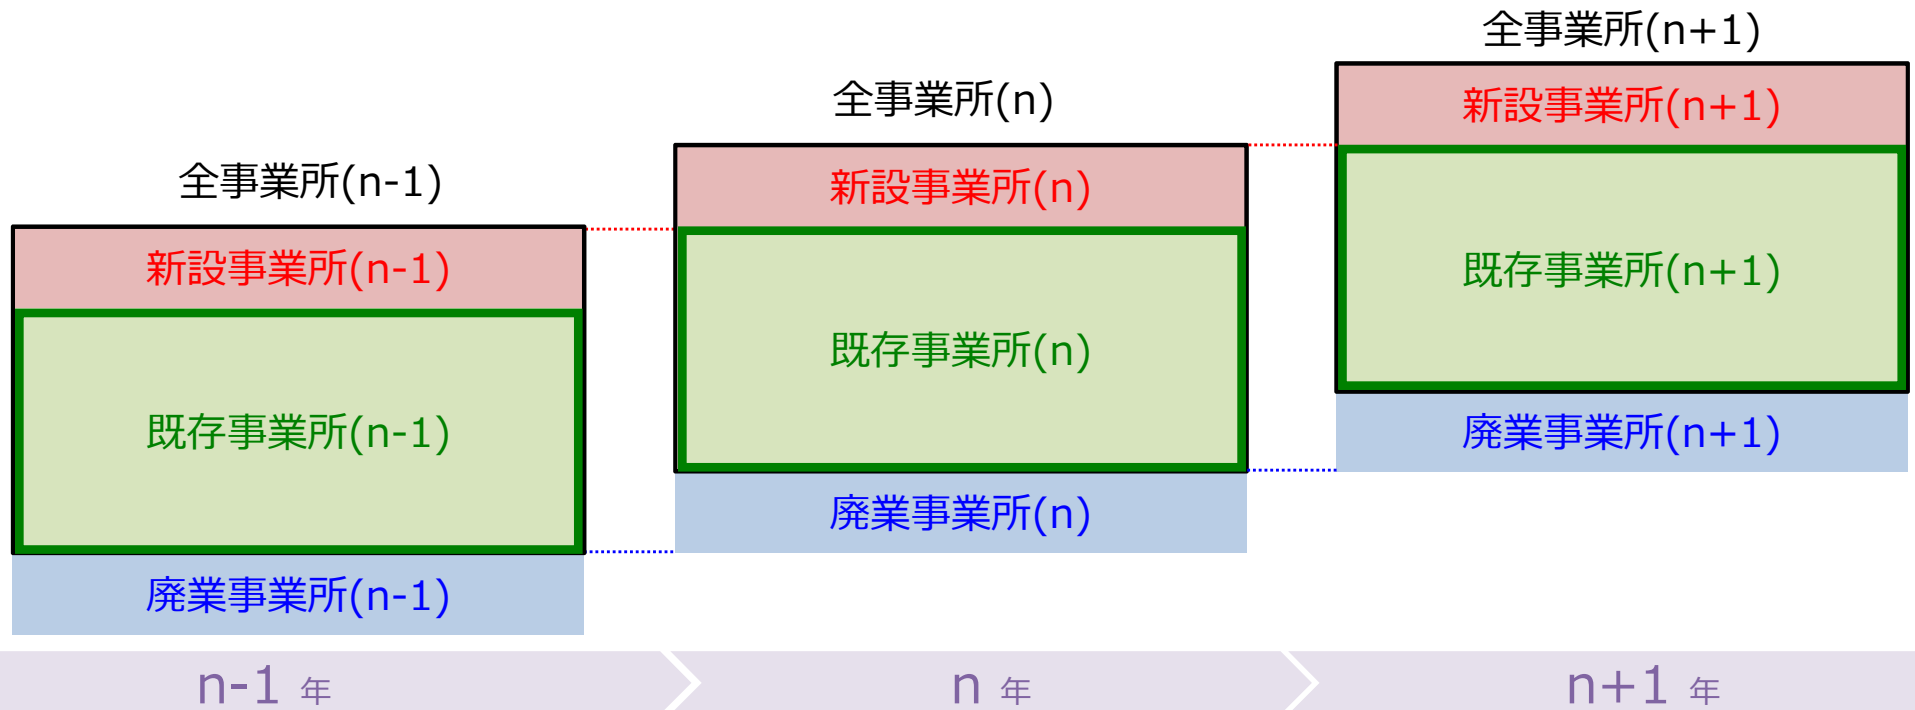 全事業所(n-1)
新設事業所(n-1)
既存事業所(n-1)
廃業事業所(n-1)
全事業所(n)
新設事業所(n)
既存事業所(n)
廃業事業所(n)
全事業所(n+1)
新設事業所(n+1)
既存事業所(n+1)
廃業事業所(n+1)
n-1 年
n 年
n+1 年